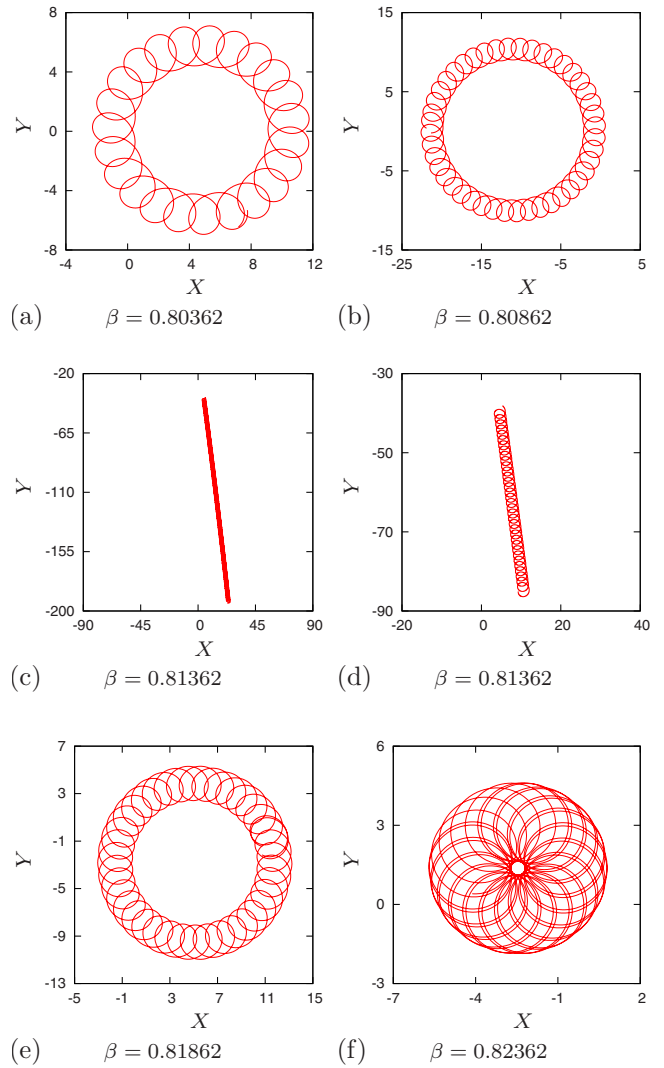 8
4
0
-4
-8
Y
-4 0 4 8 12
X
(a) β = 0.80362
15
5
-5
-15
Y
-25 -15 -5 5
X
(b) β = 0.80862
-20
-65
-110
-155
-200
Y
-90 -45 0 45 90
X
(c) β = 0.81362
-30
-50
-70
-90
Y
-20 0 20 40
X
(d) β = 0.81362
7
3
-1
-5
-9
-13
Y
-5 -1 3 7 11 15
X
(e) β = 0.81862
6
3
0
-3
Y
-7 -4 -1 2
X
(f) β = 0.82362